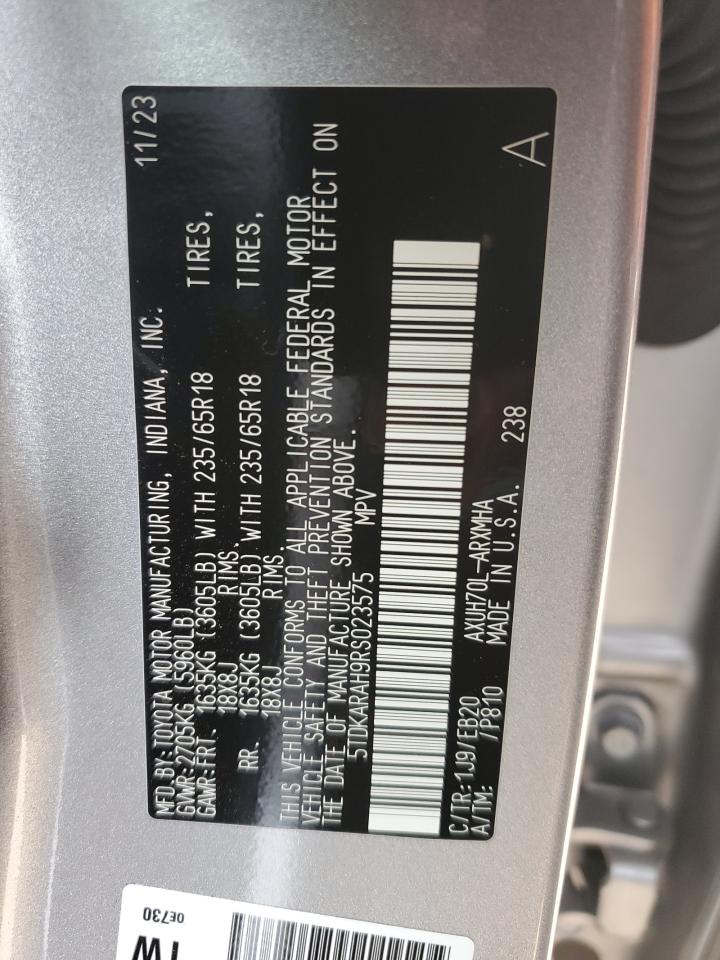 MFD.BY:TOYOTA MOTOR MANUFACTURING, INDIANA, INC. 11/23
GVWR:2705KG (5960LB)
GAWR:FRT. 1635KG (3605LB) WITH 235/65R18 TIRES,
18X8J RIMS.
RR. 1635KG (3605LB) WITH 235/65R18 TIRES,
18X8J RIMS.
THIS VEHICLE CONFORMS TO ALL APPLICABLE FEDERAL MOTOR
VEHICLE SAFETY AND THEFT PREVENTION STANDARDS IN EFFECT ON
THE DATE OF MANUFACTURE SHOWN ABOVE.
5TDKARAH9RS023575 MPV
C/TR:1J9/EB20 AXUH70L-ARXMHA
A/TM: /P810 MADE IN U.S.A. 238
A
0E730